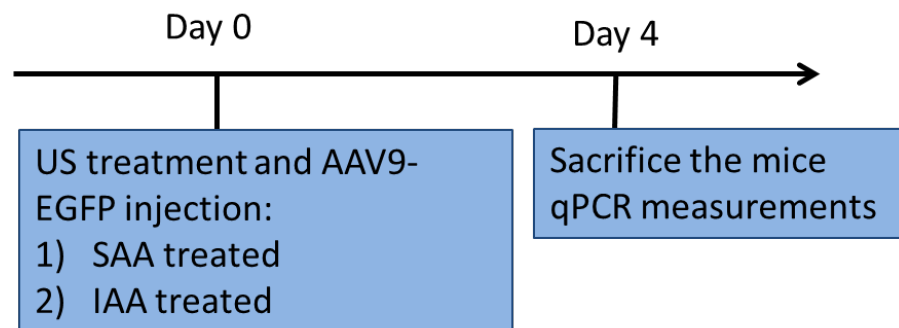 Day 0
Day 4
US treatment and AAV9-
EGFP injection:
1) SAA treated
2) IAA treated
Sacrifice the mice
qPCR measurements